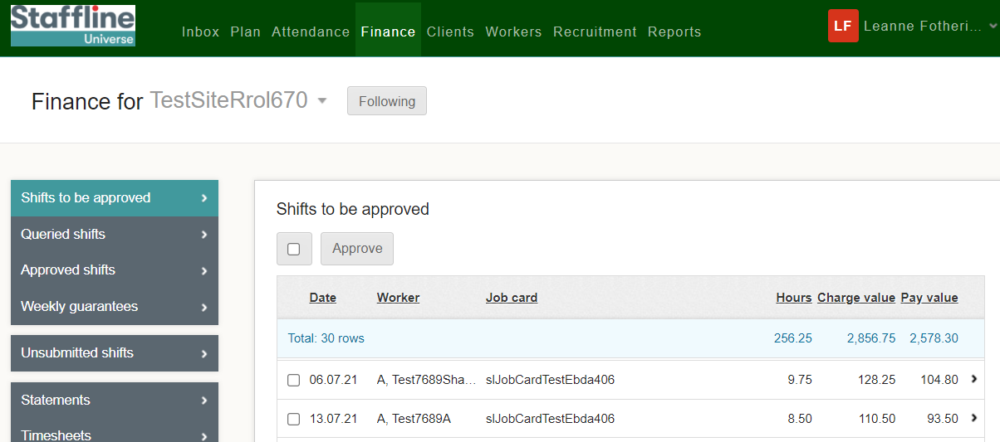 Staffline
Universe
Inbox Plan Attendance Finance Clients Workers Recruitment Reports
LF Leanne Fotheri...
Finance for TestSiteRrol670
Following
Shifts to be approved
Queried shifts
Approved shifts
Weekly guarantees
Unsubmitted shifts
Statements
Timesheets
Shifts to be approved
Approve
Date Worker Job card Hours Charge value Pay value
Total: 30 rows 256.25 2,856.75 2,578.30
06.07.21 A, Test7689Sha... slJobCardTestEbda406 9.75 128.25 104.80
13.07.21 A, Test7689A slJobCardTestEbda406 8.50 110.50 93.50